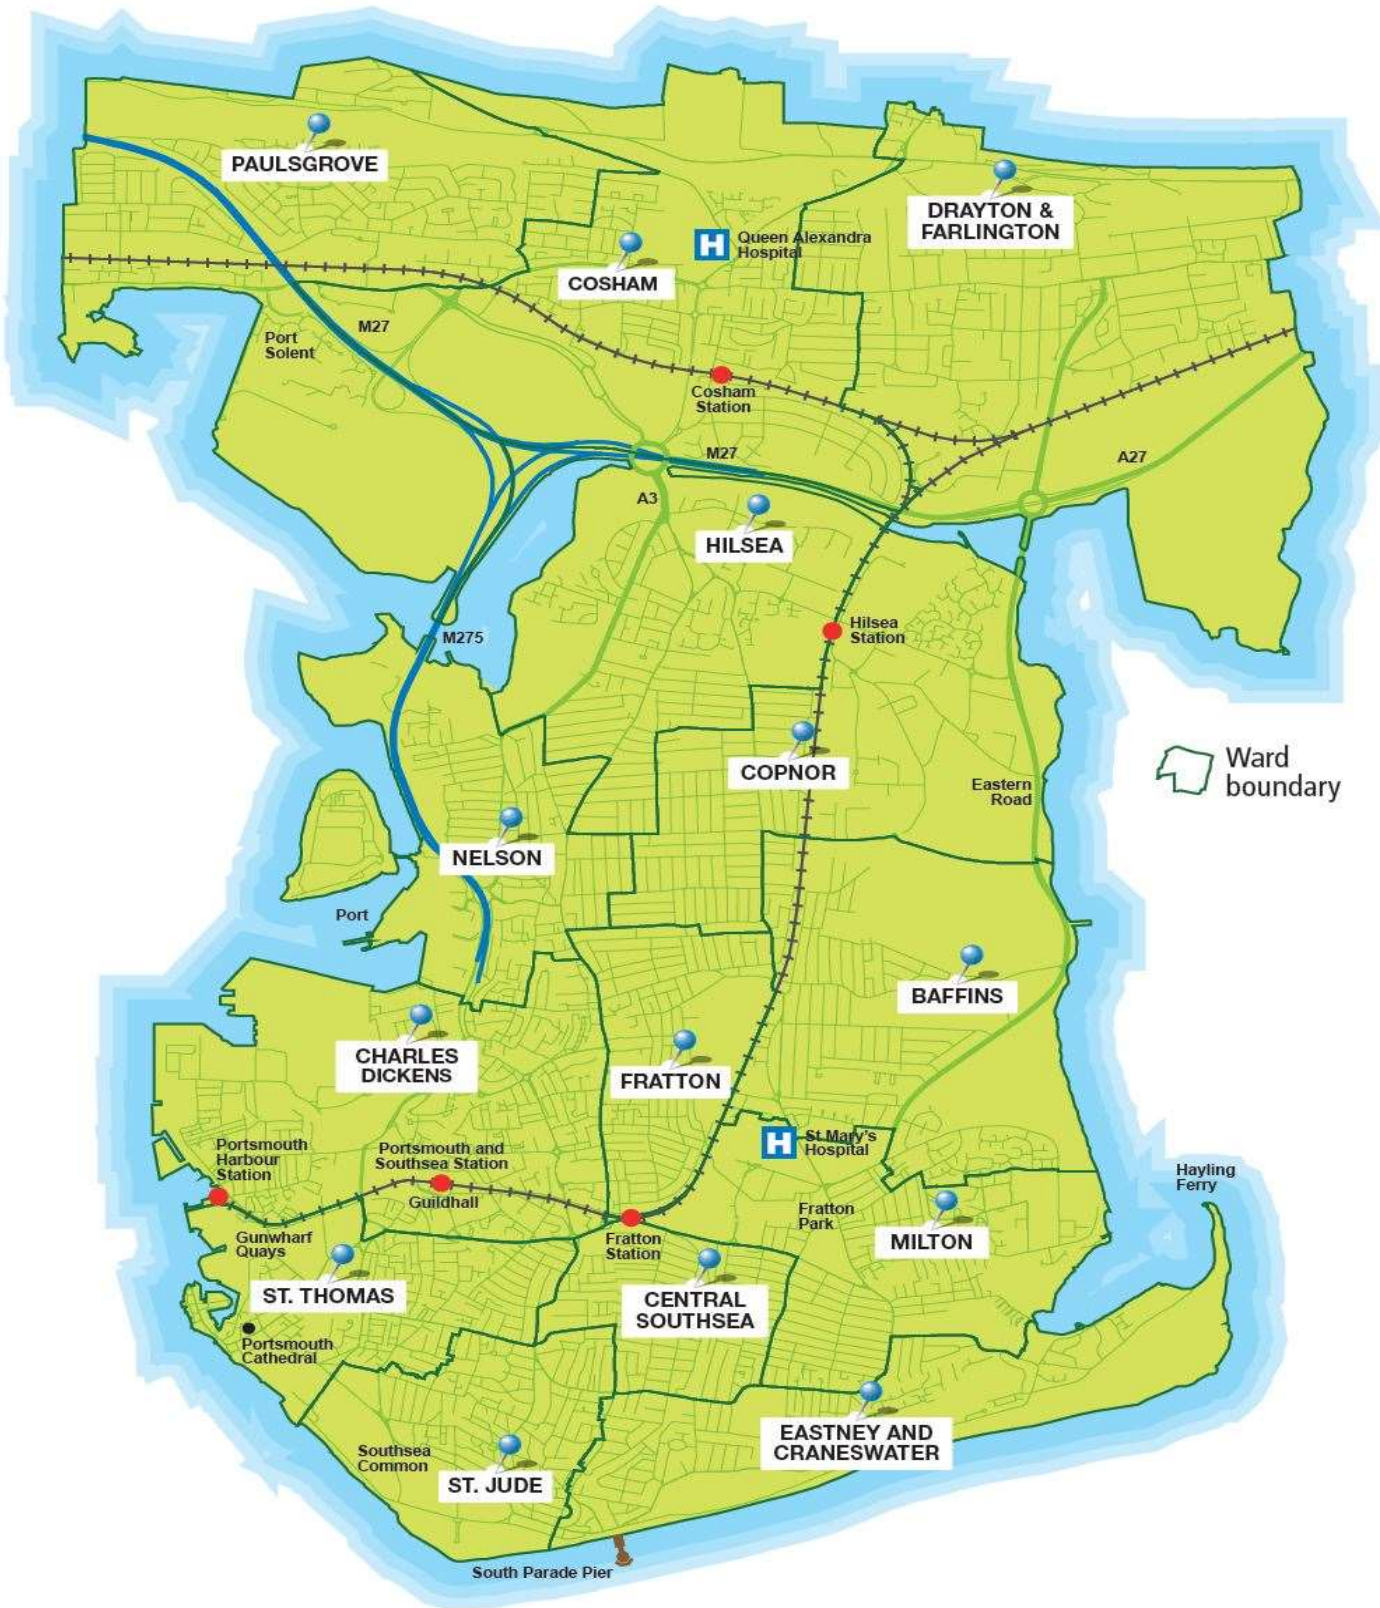 PAULSGROVE
DRAYTON &
FARLINGTON
H
Queen Alexandra
Hospital
COSHAM
M27
Port
Solent
Cosham
Station
M27
A27
A3
HILSEA
Hilsea
Station
M275
Ward
boundary
COPNOR
Eastern
Road
NELSON
Port
BAFFINS
CHARLES
DICKENS
FRATTON
H
St Mary's
Hospital
Portsmouth
Harbour
Station
Portsmouth and
Southsea Station
Guildhall
Hayling
Ferry
Fratton
Park
MILTON
Gunwharf
Quays
Fratton
Station
ST. THOMAS
CENTRAL
SOUTHSEA
Portsmouth
Cathedral
EASTNEY AND
CRANESWATER
Southsea
Common
ST. JUDE
South Parade Pier